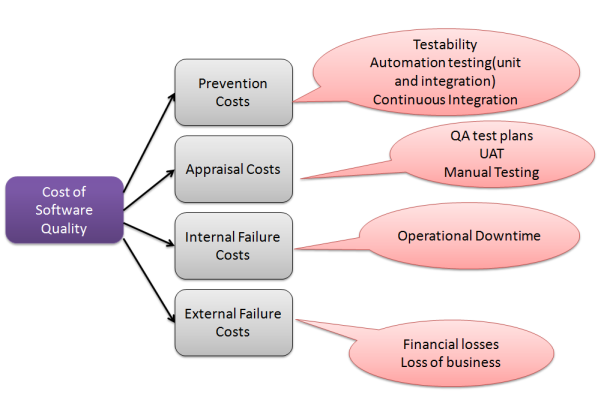 Cost of
Software
Quality
Prevention
Costs
Testability
Automation testing(unit
and integration)
Continuous Integration
Appraisal Costs
QA test plans
UAT
Manual Testing
Internal Failure
Costs
Operational Downtime
External Failure
Costs
Financial losses
Loss of business